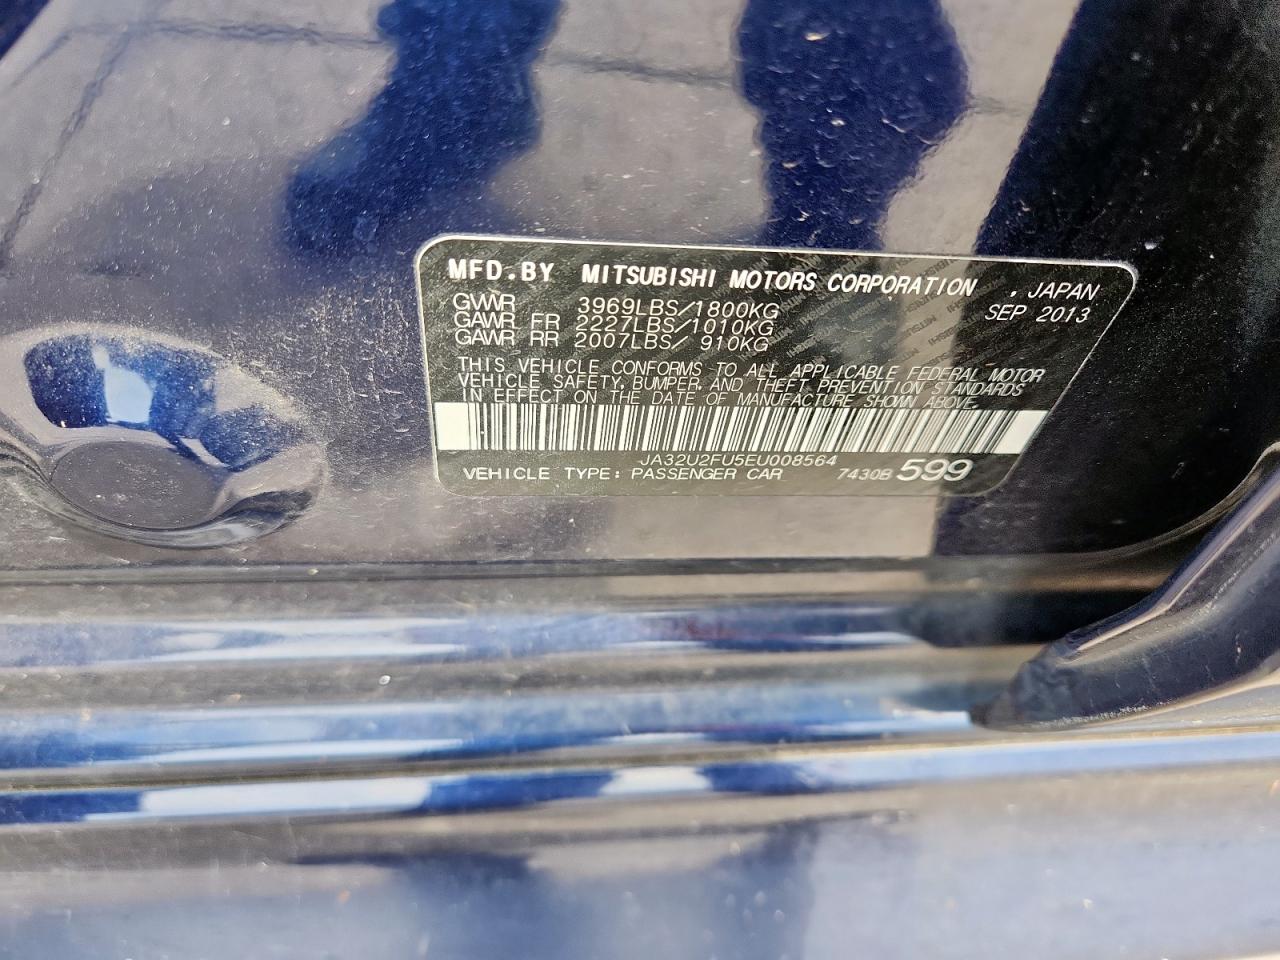 MFD.BY MITSUBISHI MOTORS CORPORATION , JAPAN
GVWR 3969LBS/1800KG SEP 2013
GAWR FR 2227LBS/1010KG
GAWR RR 2007LBS/ 910KG
THIS VEHICLE CONFORMS TO ALL APPLICABLE FEDERAL MOTOR
VEHICLE SAFETY, BUMPER, AND THEFT PREVENTION STANDARDS
IN EFFECT ON THE DATE OF MANUFACTURE SHOWN ABOVE.
JA32U2FU5EU008564
VEHICLE TYPE: PASSENGER CAR 7430B 599